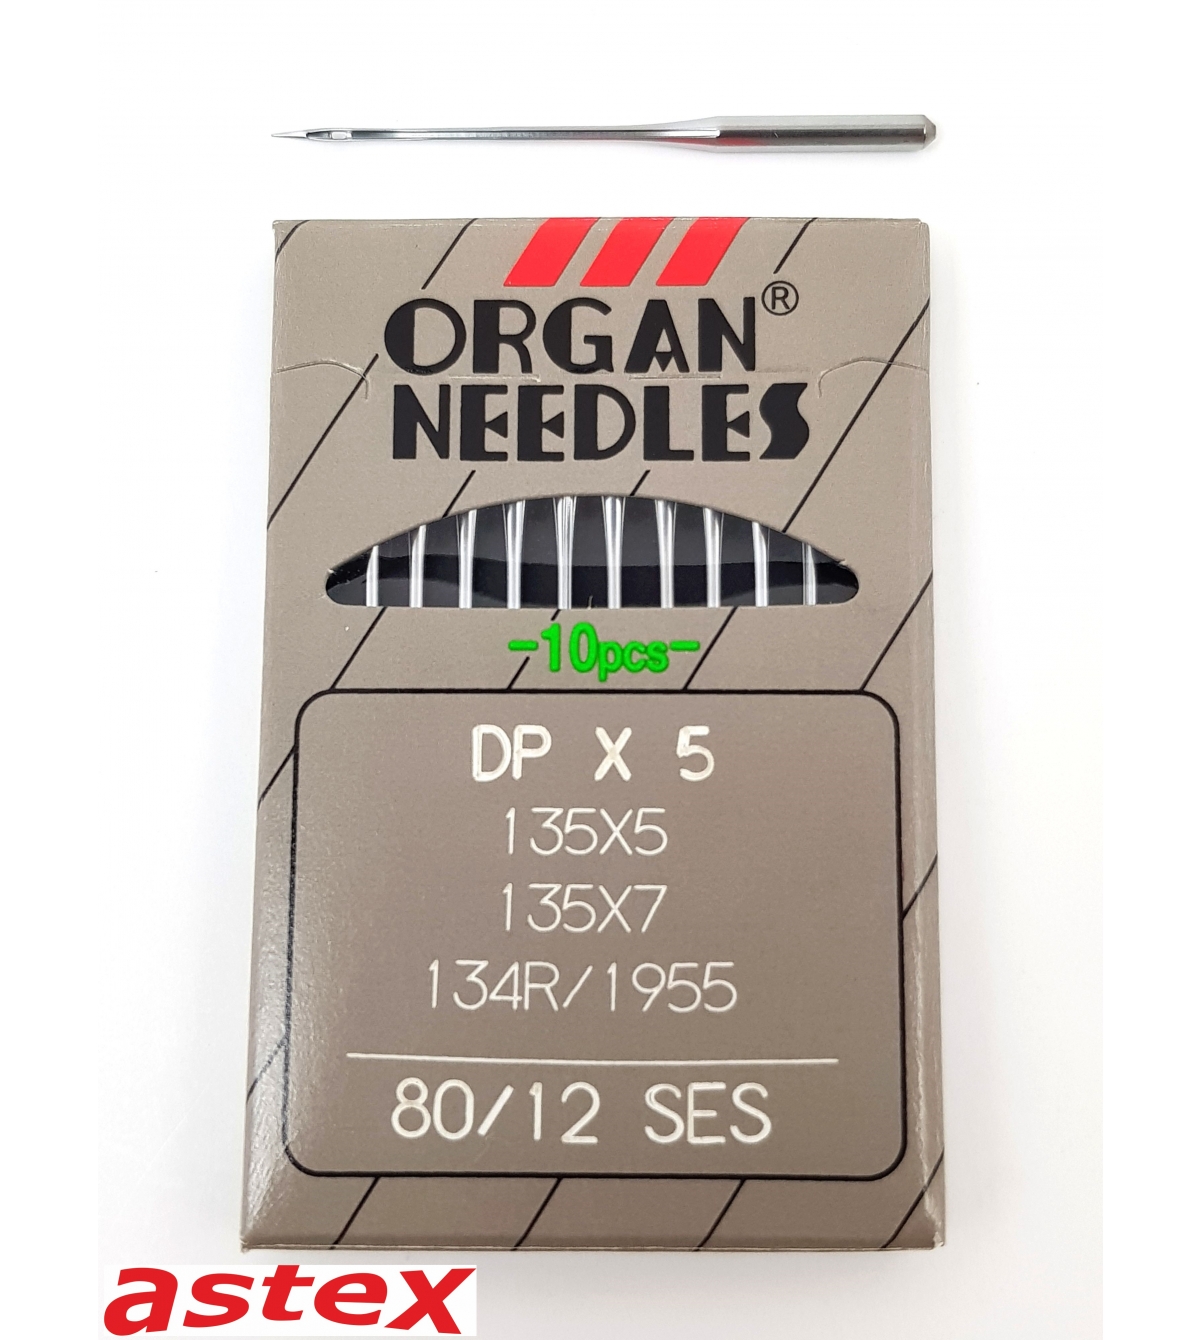 ORGAN®
NEEDLES
-10pcs-
DP X 5
135X5
135X7
134R/1955
80/12 SES
astex